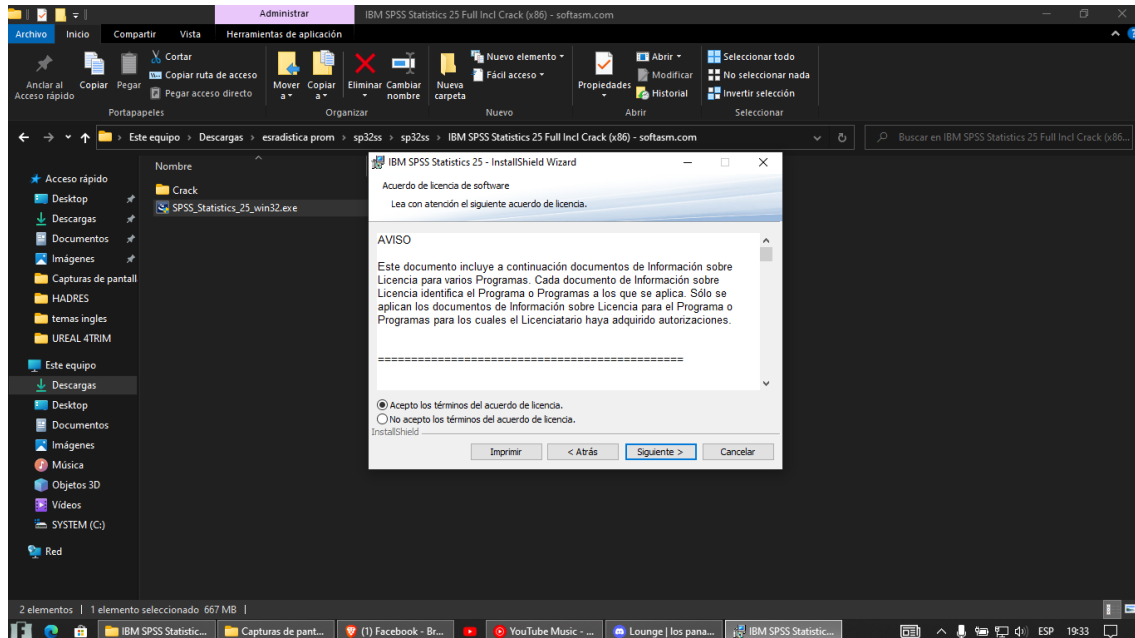 Administrar
IBM SPSS Statistics 25 Full Incl Crack (x86) - softasm.com
Archivo Inicio Compartir Vista Herramientas de aplicación
Anclar al Acceso rápido
Copiar
Pegar
Cortar
Copiar ruta de acceso
Pegar acceso directo
Portapapeles
Mover a
Copiar a
Eliminar
Cambiar nombre
Organizar
Nueva carpeta
Nuevo elemento
Fácil acceso
Nuevo
Propiedades
Abrir
Modificar
Historial
Abrir
Seleccionar todo
No seleccionar nada
Invertir selección
Seleccionar
Este equipo > Descargas > esradistica prom > sp32ss > sp32ss > IBM SPSS Statistics 25 Full Incl Crack (x86) - softasm.com
Buscar en IBM SPSS Statistics 25 Full Incl Crack (x86...
Acceso rápido
Desktop
Descargas
Documentos
Imágenes
Capturas de pantall
HADRES
temas ingles
UREAL 4TRIM
Este equipo
Descargas
Desktop
Documentos
Imágenes
Música
Objetos 3D
Vídeos
SYSTEM (C:)
Red
Nombre
Crack
SPSS_Statistics_25_win32.exe
IBM SPSS Statistics 25 - InstallShield Wizard
Acuerdo de licencia de software
Lea con atención el siguiente acuerdo de licencia.
AVISO
Este documento incluye a continuación documentos de Información sobre
Licencia para varios Programas. Cada documento de Información sobre
Licencia identifica el Programa o Programas a los que se aplica. Sólo se
aplican los documentos de Información sobre Licencia para el Programa o
Programas para los cuales el Licenciatario haya adquirido autorizaciones.
==============================================
Acepto los términos del acuerdo de licencia.
No acepto los términos del acuerdo de licencia.
InstallShield
Imprimir < Atrás Siguiente > Cancelar
2 elementos | 1 elemento seleccionado 667 MB |
IBM SPSS Statistic... Capturas de pant... (1) Facebook - Br... YouTube Music - ... Lounge | los pana... IBM SPSS Statistic... ESP 19:33